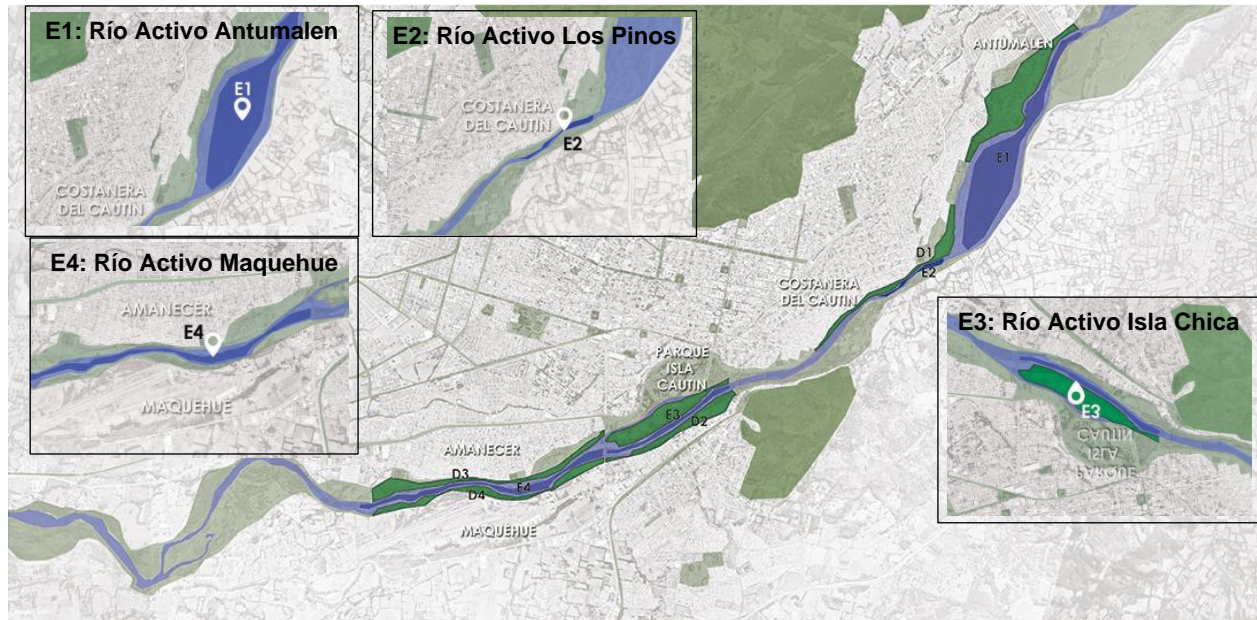 E1: Río Activo Antumalen
E1
COSTANERA
DEL CAUTÍN
E2: Río Activo Los Pinos
COSTANERA
DEL CAUTÍN
E2
ANTUMALEN
E1
D1
E2
COSTANERA
DEL CAUTÍN
E4: Río Activo Maquehue
AMANECER
E4
MAQUEHUE
E3: Río Activo Isla Chica
E3
PARQUE
ISLA
CAUTÍN
PARQUE
ISLA
CAUTÍN
E3
D2
AMANECER
D3
D4
E4
MAQUEHUE